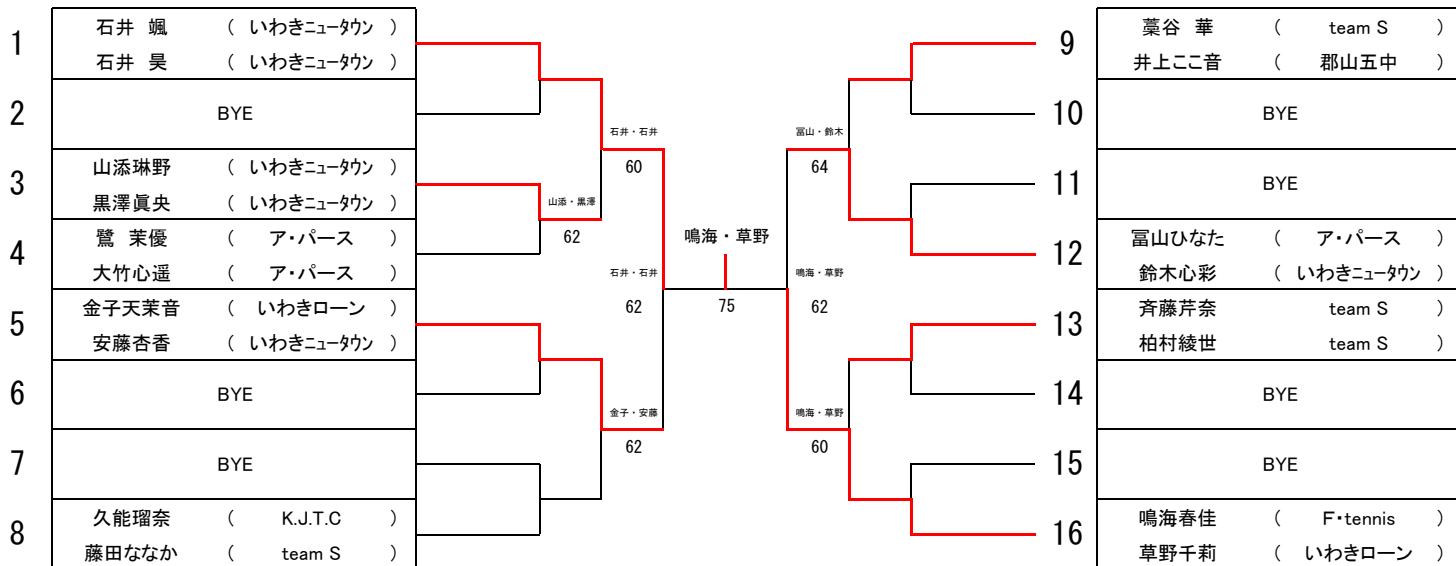 1
石井 颯 ( いわきニュータウン )
石井 昊 ( いわきニュータウン )
2
BYE
3
山添琳野 ( いわきニュータウン )
黒澤眞央 ( いわきニュータウン )
4
鷺 茉優 ( ア・パース )
大竹心遥 ( ア・パース )
5
金子天茉音 ( いわきローン )
安藤杏香 ( いわきニュータウン )
6
BYE
7
BYE
8
久能瑠奈 ( K.J.T.C )
藤田ななか ( team S )
山添・黒澤
62
石井・石井
60
石井・石井
62
金子・安藤
62
鳴海・草野
75
冨山・鈴木
64
鳴海・草野
62
鳴海・草野
60
9
藁谷 華 ( team S )
井上ここ音 ( 郡山五中 )
10
BYE
11
BYE
12
冨山ひなた ( ア・パース )
鈴木心彩 ( いわきニュータウン )
13
斉藤芹奈 team S )
柏村綾世 team S )
14
BYE
15
BYE
16
鳴海春佳 ( F・tennis )
草野千莉 ( いわきローン )